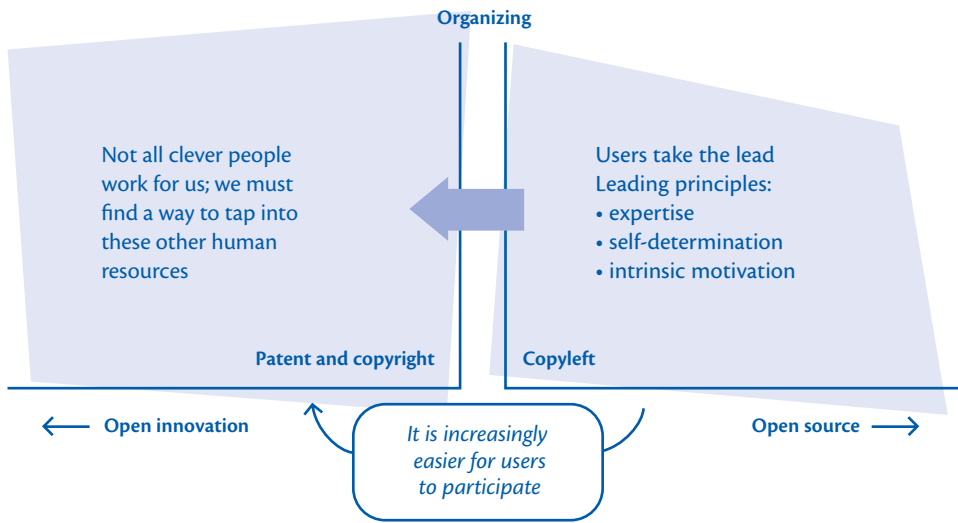 Organizing
Not all clever people
work for us; we must
find a way to tap into
these other human
resources
Users take the lead
Leading principles:
• expertise
• self-determination
• intrinsic motivation
Patent and copyright
Copyleft
Open innovation
Open source
It is increasingly
easier for users
to participate